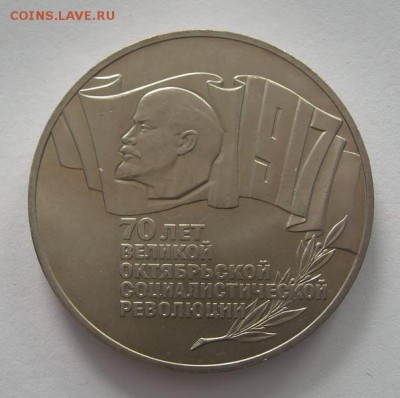 COINS.LAVE.RU
1917
70 ЛЕТ
ВЕЛИКОЙ
ОКТЯБРЬСКОЙ
СОЦИАЛИСТИЧЕСКОЙ
РЕВОЛЮЦИИ